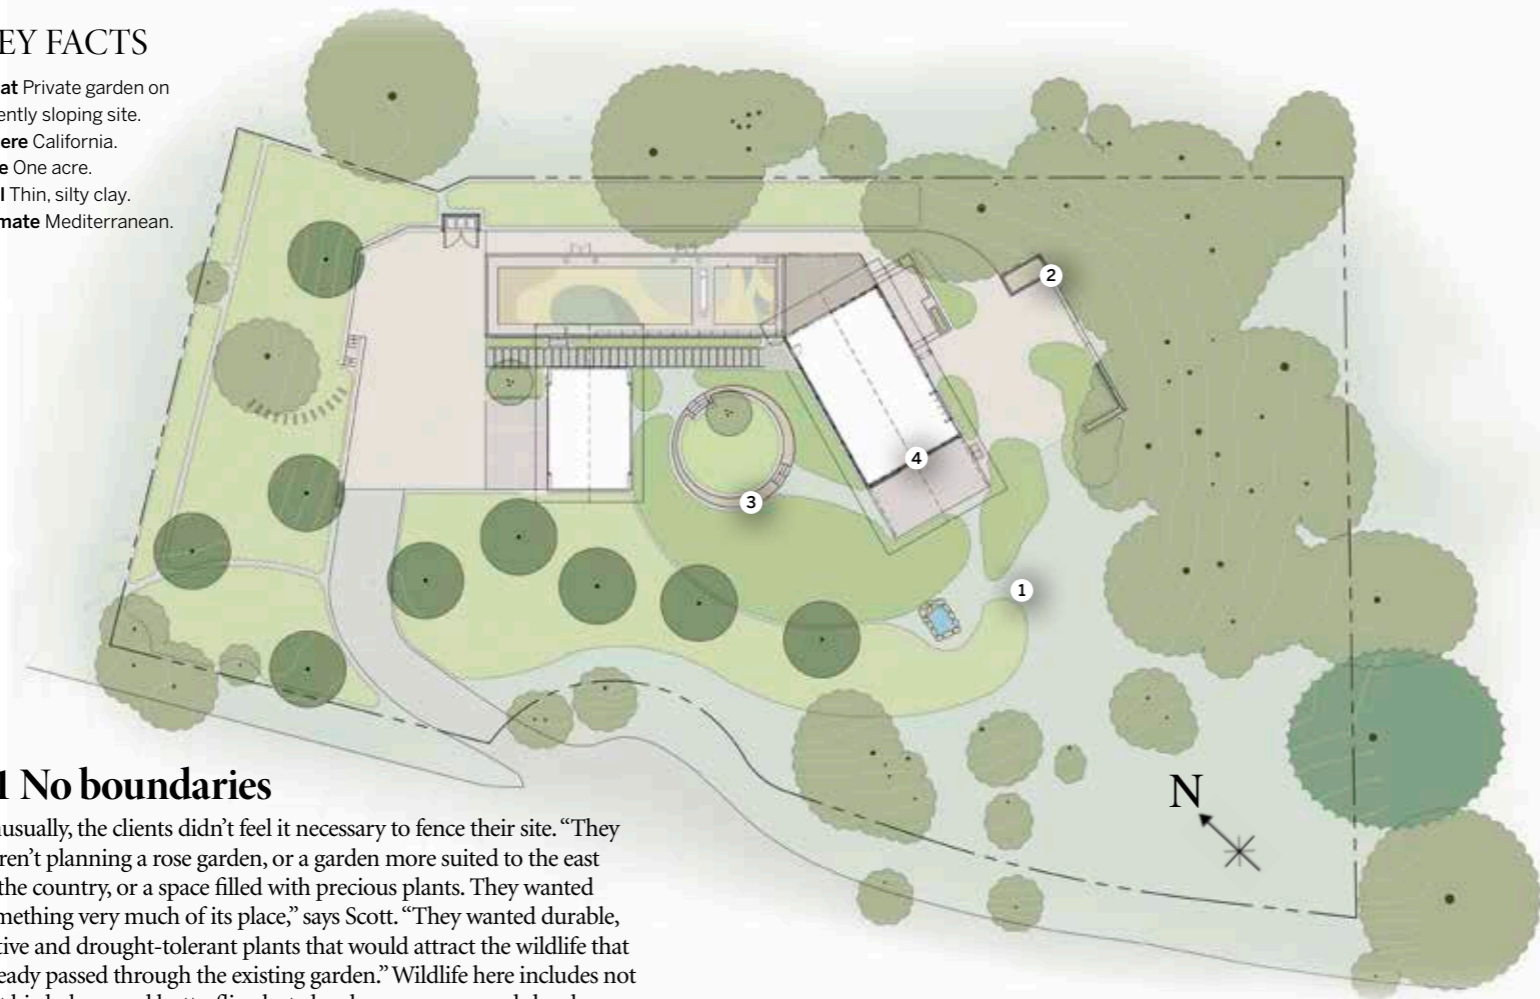 EY FACTS
at Private garden on
ently sloping site.
ere California.
e One acre.
l Thin, silty clay.
mate Mediterranean.
2
4
3
1
N
1 No boundaries
usually, the clients didn’t feel it necessary to fence their site. “They
ren’t planning a rose garden, or a garden more suited to the east
the country, or a space filled with precious plants. They wanted
mething very much of its place,” says Scott. “They wanted durable,
tive and drought-tolerant plants that would attract the wildlife that
eady passed through the existing garden.” Wildlife here includes not